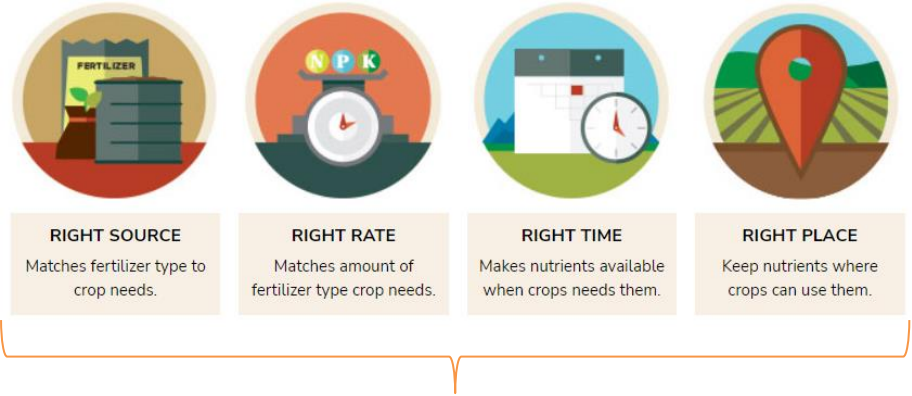 FERTILIZER
N P K
RIGHT SOURCE
Matches fertilizer type to
crop needs.
RIGHT RATE
Matches amount of
fertilizer type crop needs.
RIGHT TIME
Makes nutrients available
when crops needs them.
RIGHT PLACE
Keep nutrients where
crops can use them.